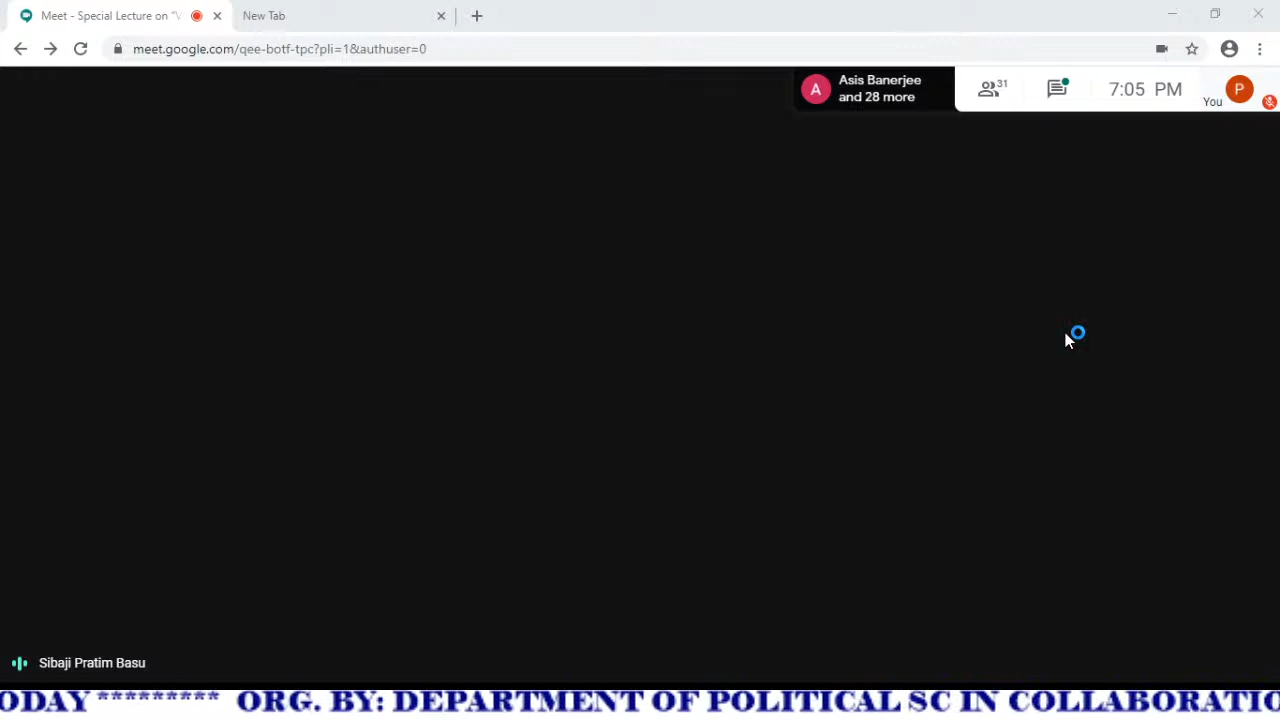 Meet - Special Lecture on "V
New Tab
meet.google.com/qee-botf-tpc?pli=1&authuser=0
A
Asis Banerjee
and 28 more
31
7:05 PM
You
P
Sibaji Pratim Basu
ODAY ********* ORG. BY: DEPARTMENT OF POLITICAL SC IN COLLABORATIO